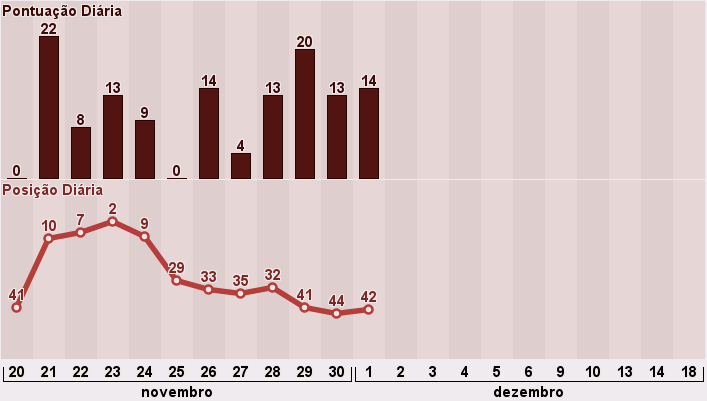 Pontuação Diária
0 22 8 13 9 0 14 4 13 20 13 14
Posição Diária
41 10 7 2 9 29 33 35 32 41 44 42
20 21 22 23 24 25 26 27 28 29 30 1 2 3 4 5 6 9 10 13 14 18
novembro dezembro